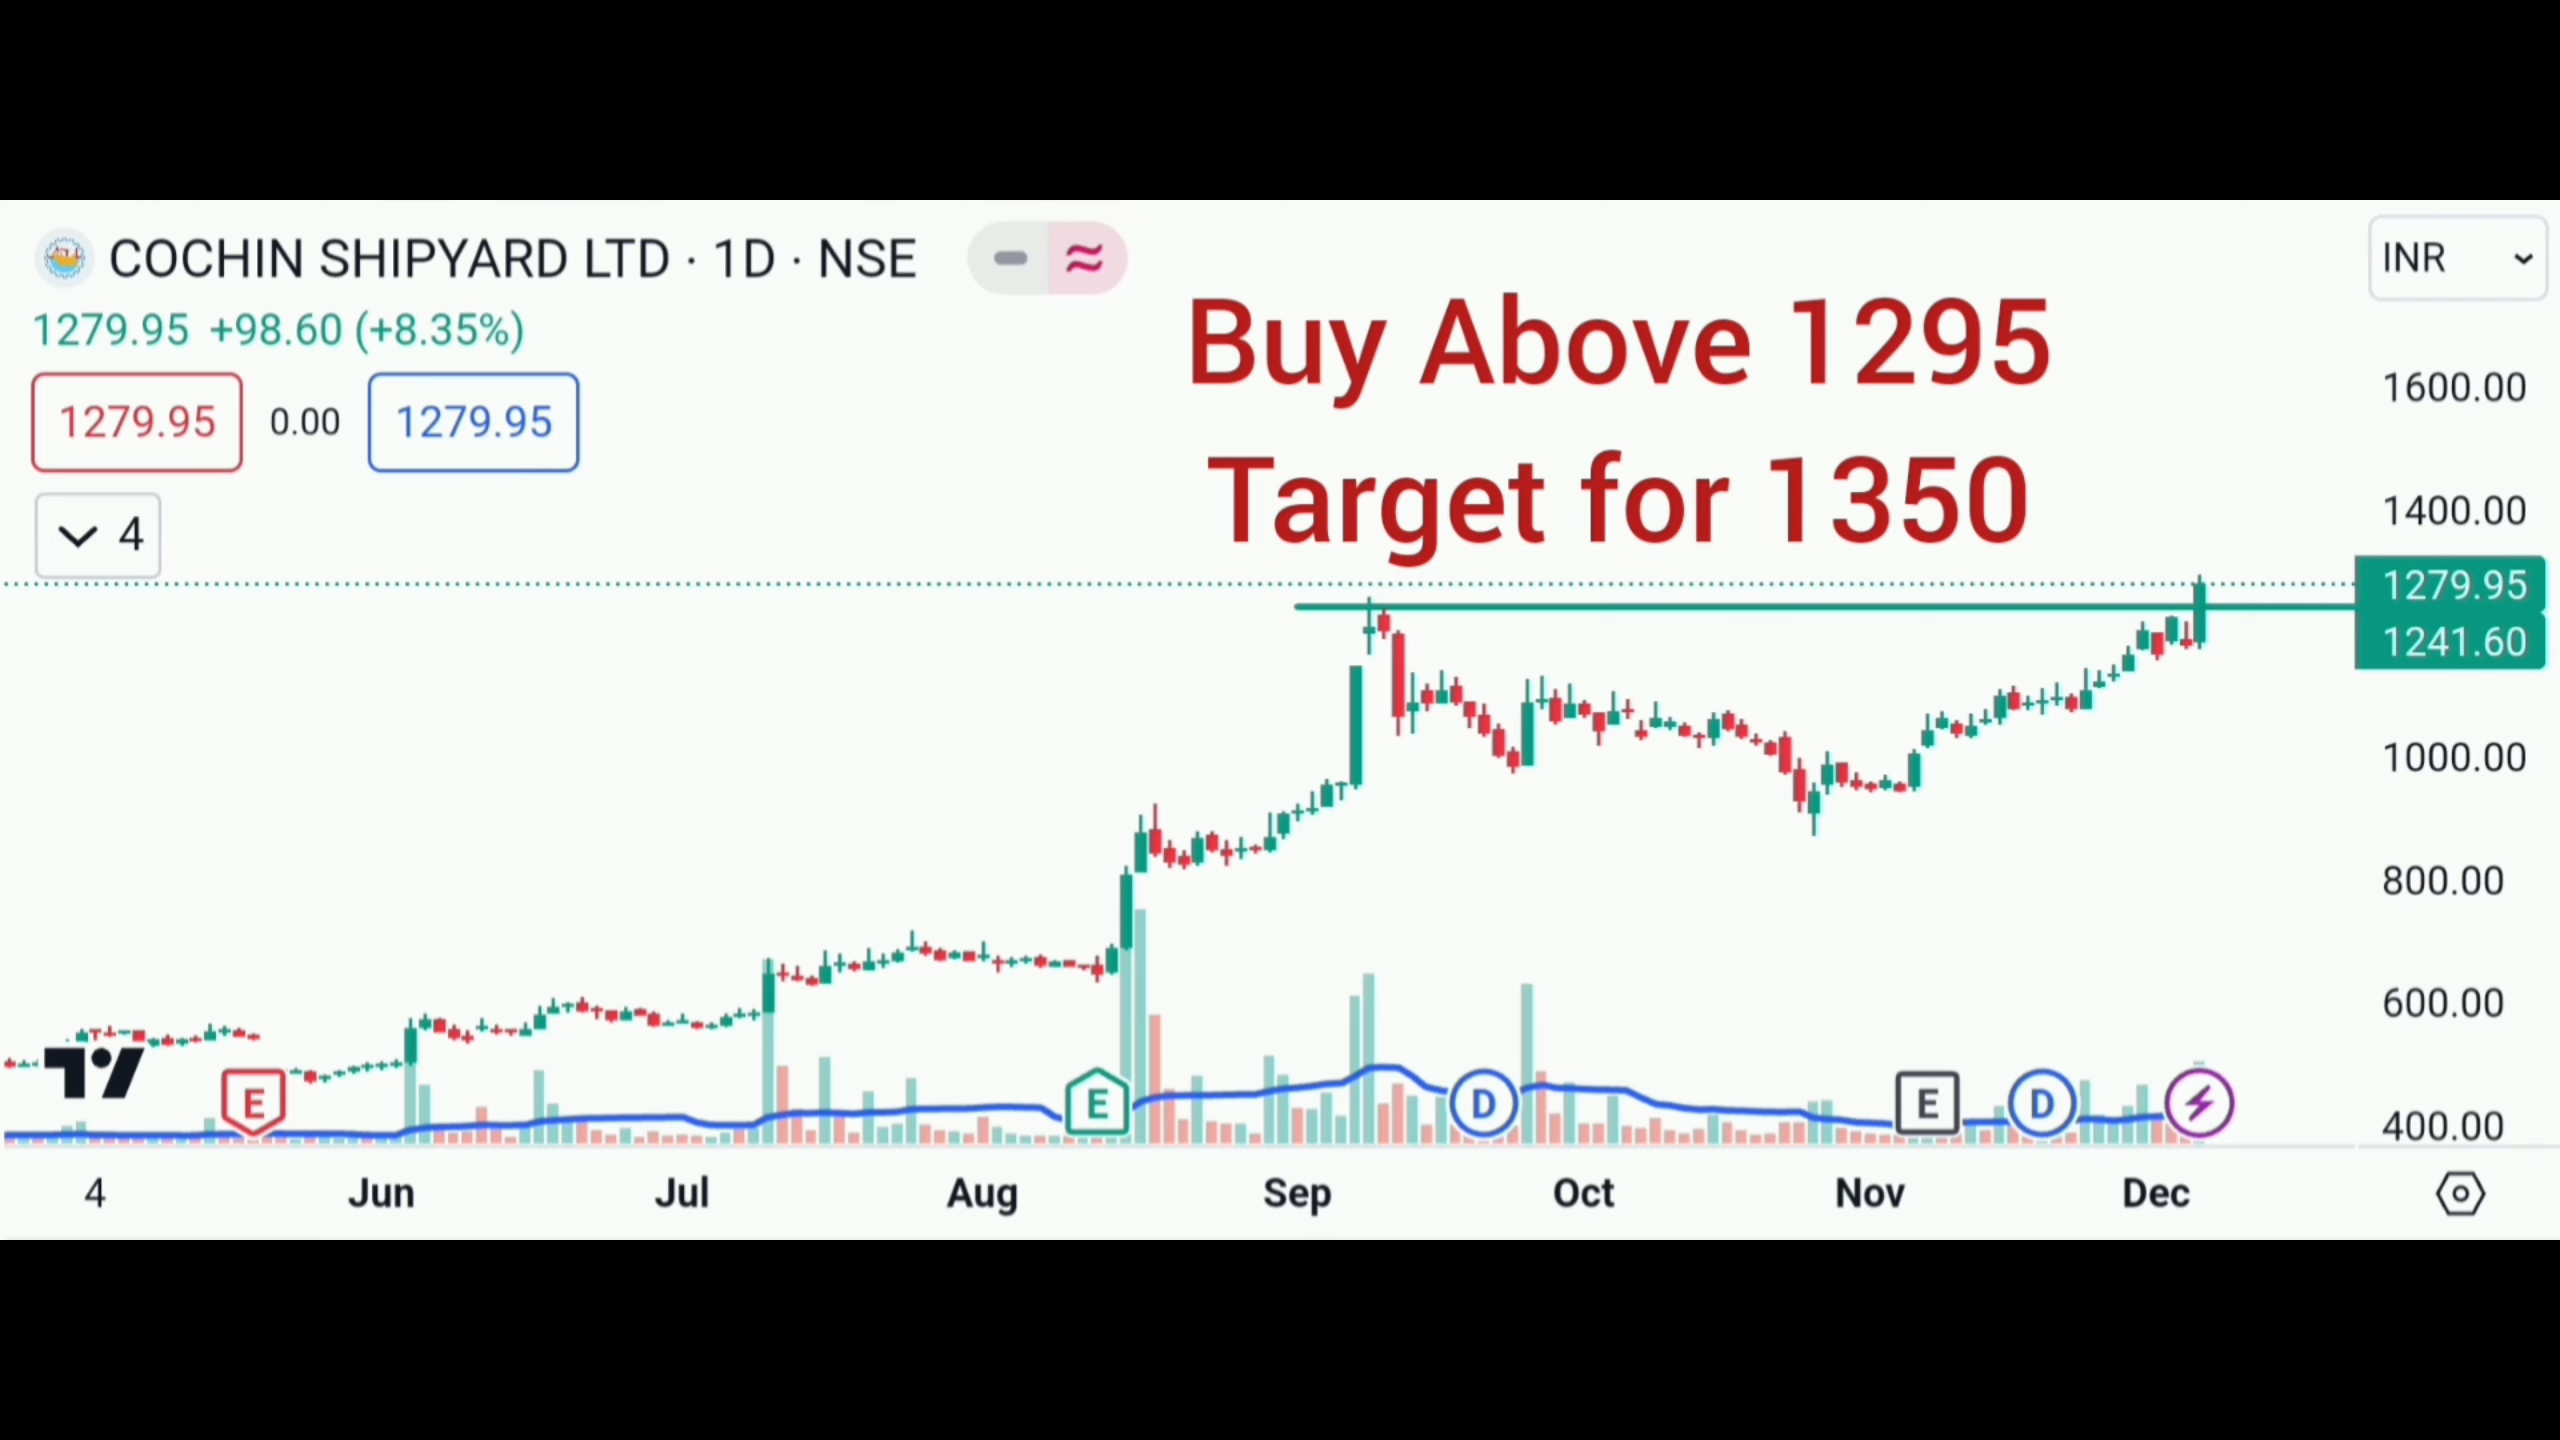 COCHIN SHIPYARD LTD · 1D · NSE
INR
1279.95 +98.60 (+8.35%)
Buy Above 1295
Target for 1350
1279.95 0.00 1279.95
4
1600.00
1400.00
1279.95
1241.60
1000.00
800.00
600.00
400.00
E E D E D
4 Jun Jul Aug Sep Oct Nov Dec